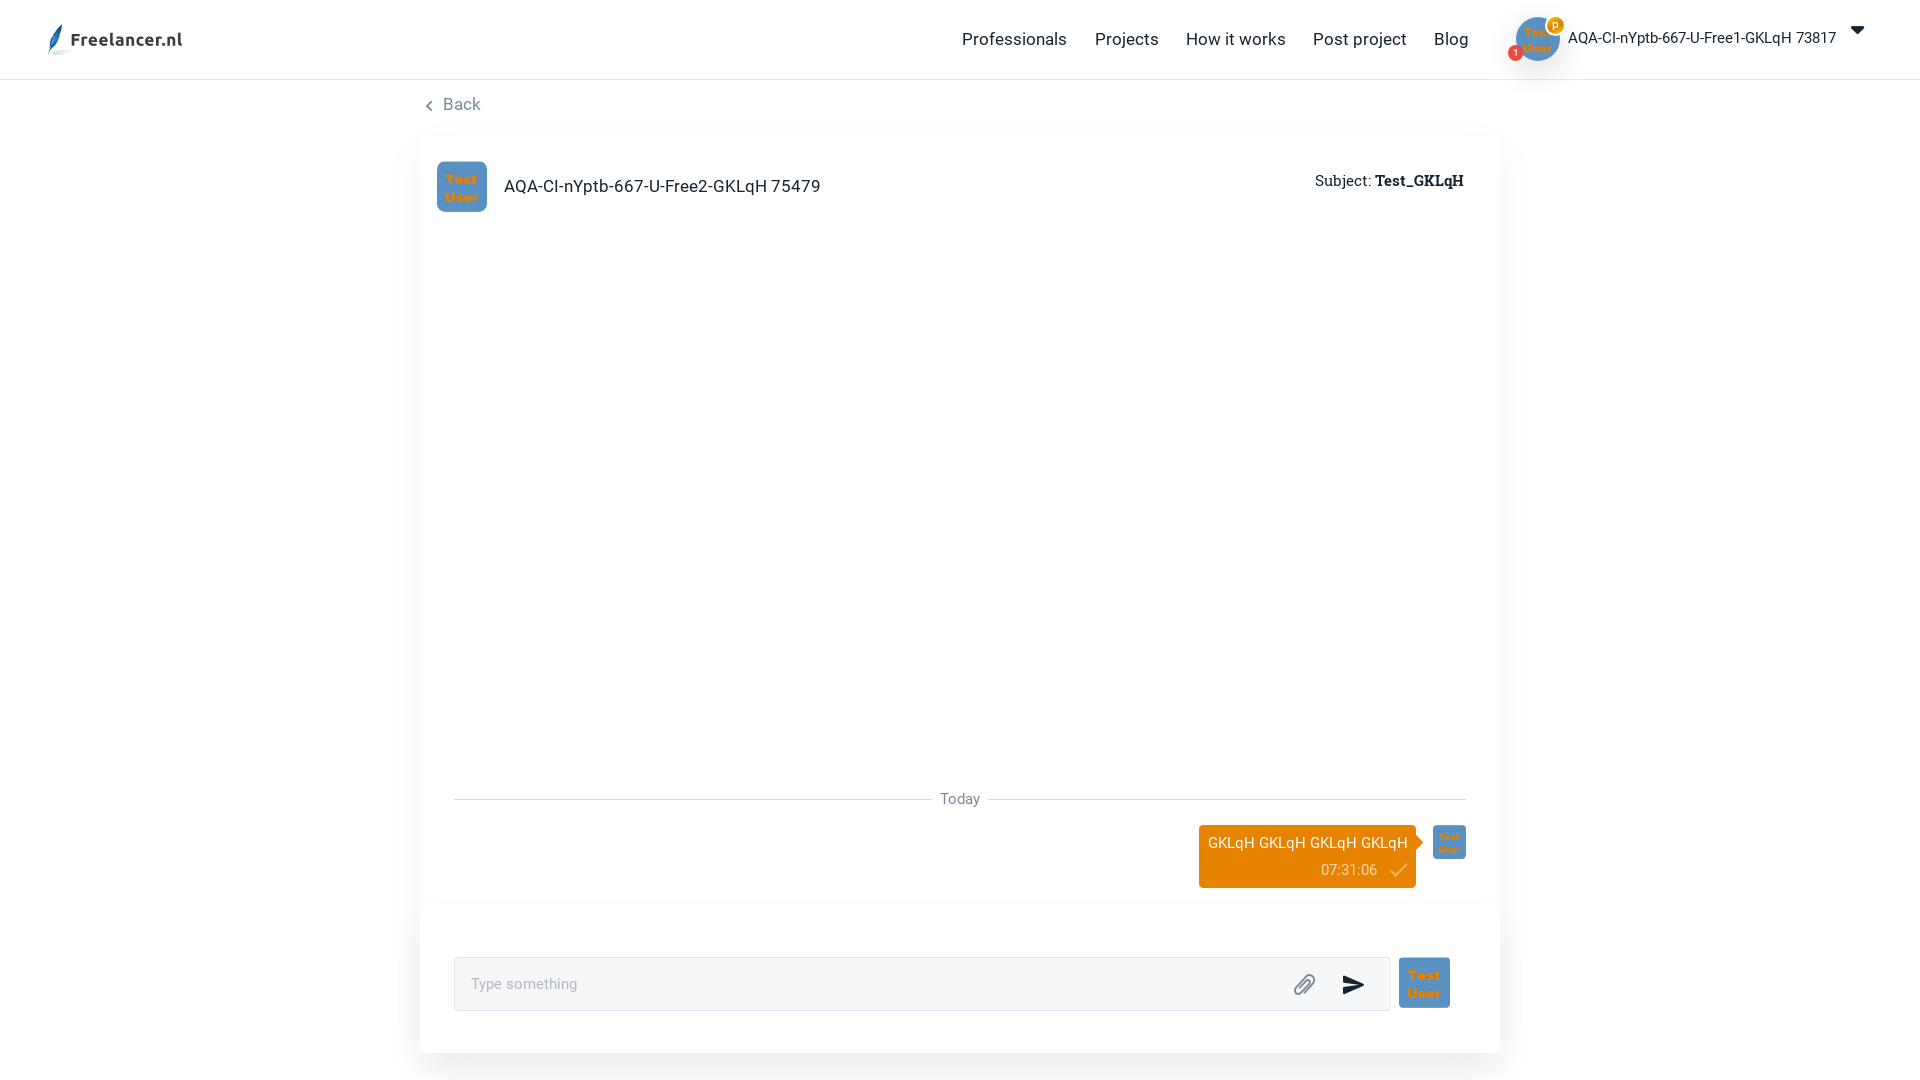 Freelancer.nl
Professionals Projects How it works Post project Blog
Test User p 1
AQA-CI-nYptb-667-U-Free1-GKLqH 73817
Back
Test
User
AQA-CI-nYptb-667-U-Free2-GKLqH 75479
Subject: Test_GKLqH
Today
GKLqH GKLqH GKLqH GKLqH
07:31:06
Test
User
Type something
Test
User